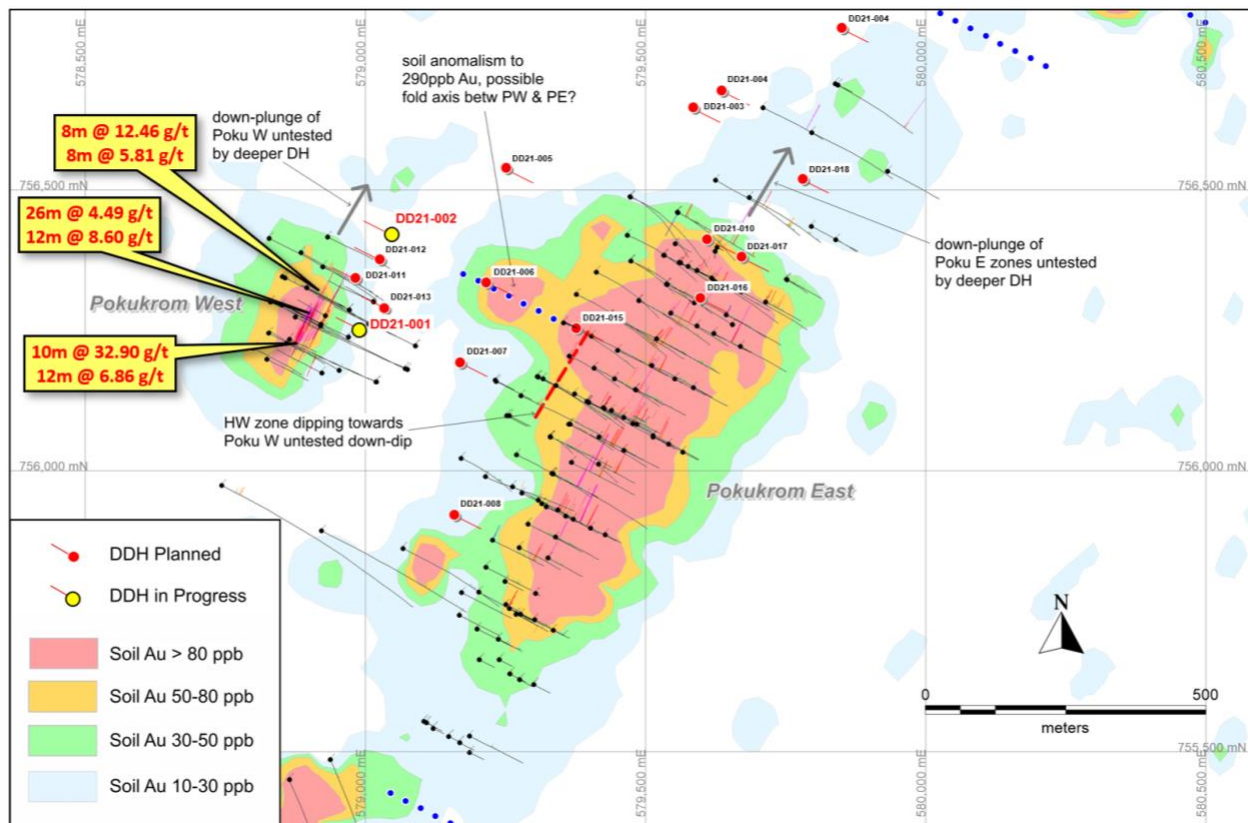 578,500 mE
579,000 mE
579,500 mE
580,000 mE
580,500 mE
DD21-004
soil anomalism to
290ppb Au, possible
fold axis betw PW & PE?
DD21-004
DD21-003
8m @ 12.46 g/t
8m @ 5.81 g/t
down-plunge of
Poku W untested
by deeper DH
DD21-005
756,500 mN
756,500 mN
DD21-018
26m @ 4.49 g/t
12m @ 8.60 g/t
DD21-002
DD21-012
DD21-010
DD21-017
down-plunge of
Poku E zones untested
by deeper DH
DD21-011
DD21-006
Pokukrom West
DD21-013
DD21-016
DD21-001
DD21-015
10m @ 32.90 g/t
12m @ 6.86 g/t
DD21-007
HW zone dipping towards
Poku W untested down-dip
756,000 mN
756,000 mN
Pokukrom East
DD21-008
DDH Planned
DDH in Progress
Soil Au > 80 ppb
Soil Au 50-80 ppb
Soil Au 30-50 ppb
Soil Au 10-30 ppb
N
0
500
meters
755,500 mN
755,500 mN
579,000 mE
579,500 mE
580,000 mE
580,500 mE